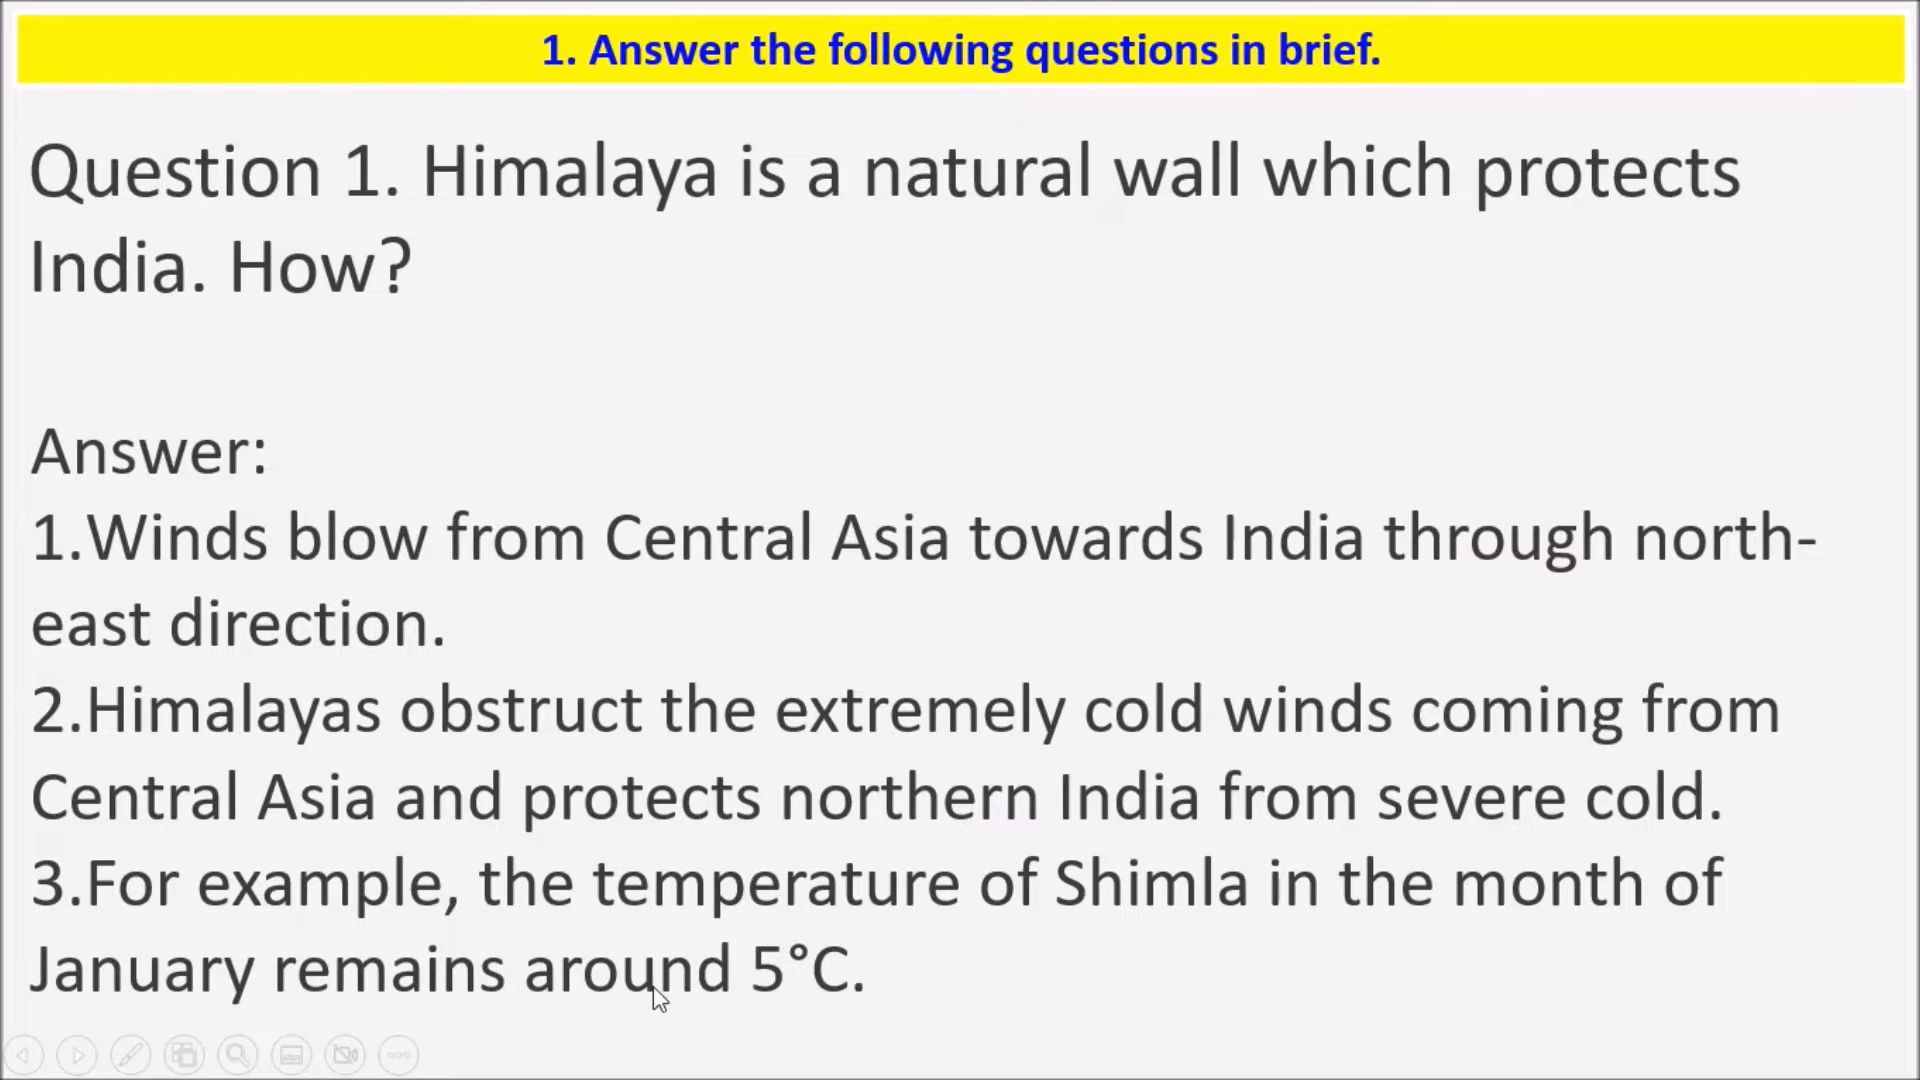 1. Answer the following questions in brief.
Question 1. Himalaya is a natural wall which protects
India. How?
Answer:
1.Winds blow from Central Asia towards India through north-
east direction.
2.Himalayas obstruct the extremely cold winds coming from
Central Asia and protects northern India from severe cold.
3.For example, the temperature of Shimla in the month of
January remains around 5°C.